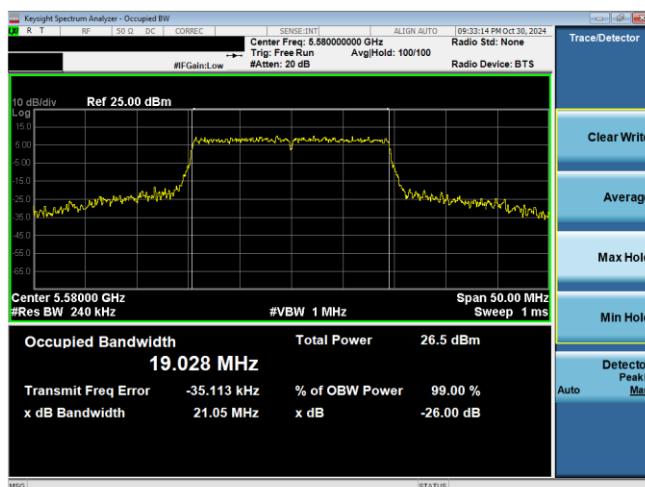 Keysight Spectrum Analyzer - Occupied BW
R T RF 50 Ω DC CORREC SENSE:INT ALIGN AUTO 09:33:14 PM Oct 30, 2024
Center Freq: 5.580000000 GHz Radio Std: None
Trig: Free Run Avg|Hold: 100/100
#IFGain:Low #Atten: 20 dB Radio Device: BTS
Trace/Detector
10 dB/div Ref 25.00 dBm
Log
15.0
5.00
-5.00
-15.0
-25.0
-35.0
-45.0
-55.0
-65.0
Center 5.58000 GHz Span 50.00 MHz
#Res BW 240 kHz #VBW 1 MHz Sweep 1 ms
Occupied Bandwidth Total Power 26.5 dBm
19.028 MHz
Transmit Freq Error -35.113 kHz % of OBW Power 99.00 %
x dB Bandwidth 21.05 MHz x dB -26.00 dB
Clear Write
Average
Max Hold
Min Hold
Detector
Peak
Auto Ma
MSG STATUS